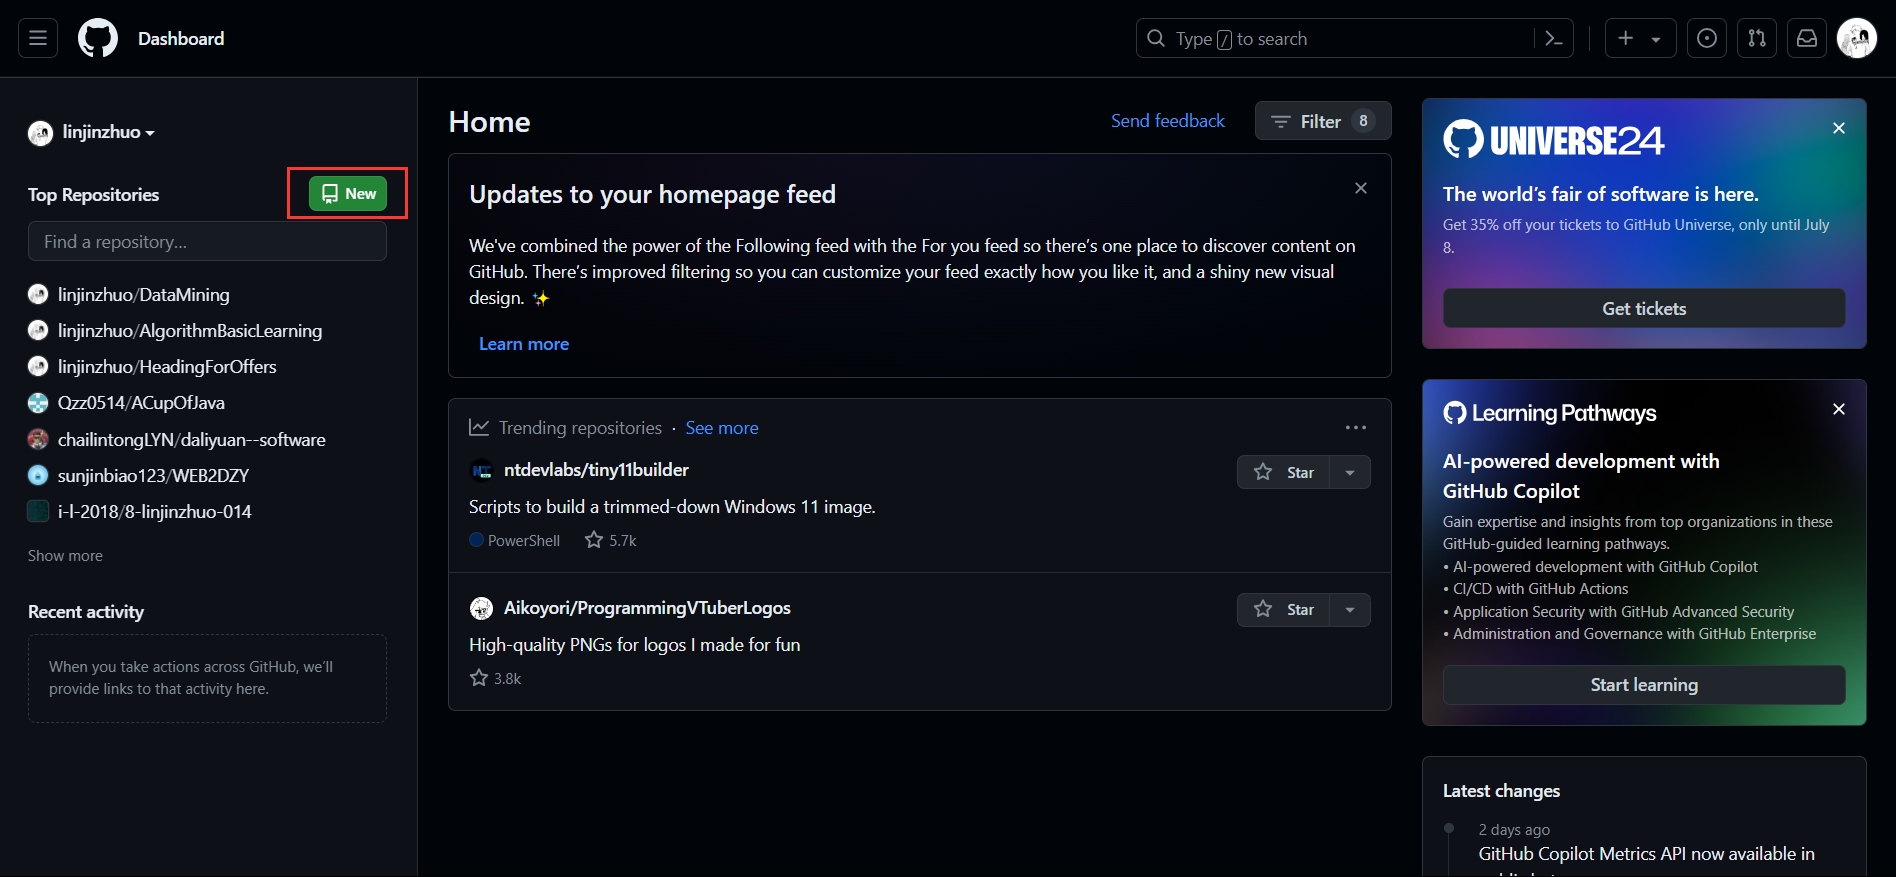 Dashboard
Type / to search
linjinzhuo
Top Repositories
New
Find a repository...
linjinzhuo/DataMining
linjinzhuo/AlgorithmBasicLearning
linjinzhuo/HeadingForOffers
Qzz0514/ACupOfJava
chailintongLYN/daliyuan--software
sunjinbiao123/WEB2DZY
i-l-2018/8-linjinzhuo-014
Show more
Recent activity
When you take actions across GitHub, we'll
provide links to that activity here.
Home
Send feedback
Filter 8
Updates to your homepage feed
We've combined the power of the Following feed with the For you feed so there's one place to discover content on
GitHub. There's improved filtering so you can customize your feed exactly how you like it, and a shiny new visual
design. ✨
Learn more
Trending repositories · See more
ntdevlabs/tiny11builder
Star
Scripts to build a trimmed-down Windows 11 image.
PowerShell 5.7k
Aikoyori/ProgrammingVTuberLogos
Star
High-quality PNGs for logos I made for fun
3.8k
UNIVERSE24
The world's fair of software is here.
Get 35% off your tickets to GitHub Universe, only until July
8.
Get tickets
Learning Pathways
AI-powered development with
GitHub Copilot
Gain expertise and insights from top organizations in these
GitHub-guided learning pathways.
• AI-powered development with GitHub Copilot
• CI/CD with GitHub Actions
• Application Security with GitHub Advanced Security
• Administration and Governance with GitHub Enterprise
Start learning
Latest changes
2 days ago
GitHub Copilot Metrics API now available in